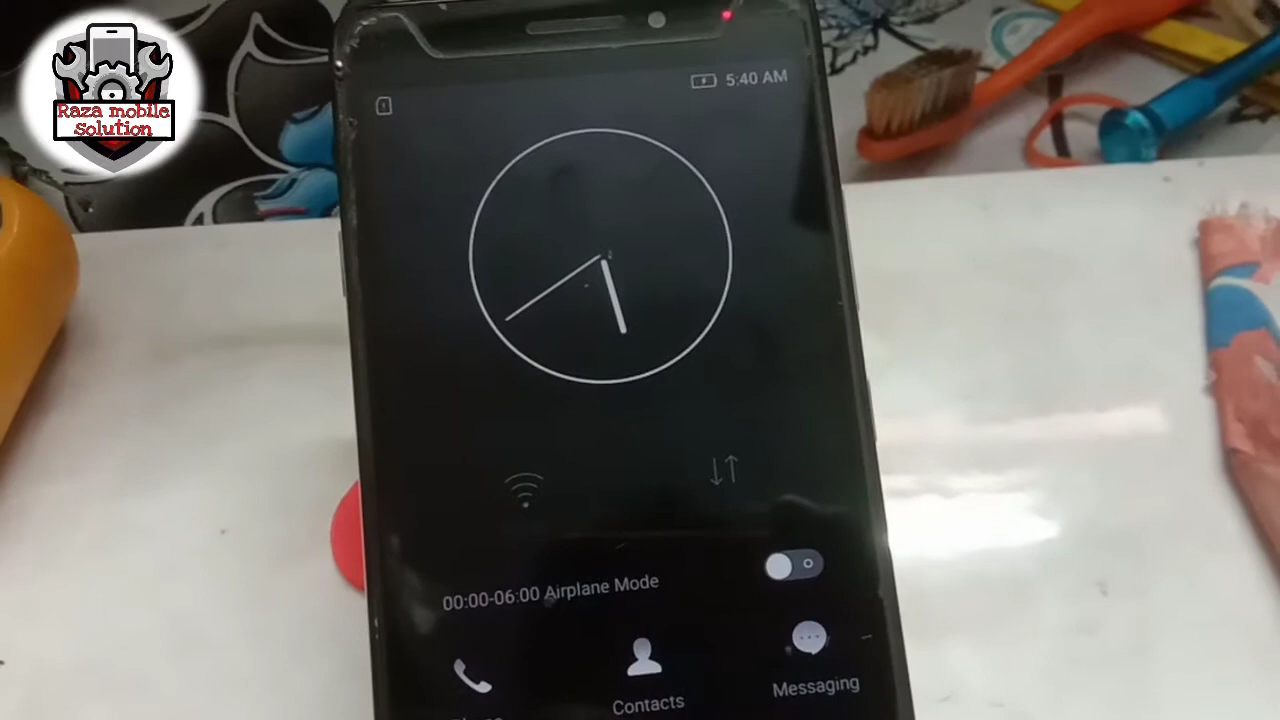 Raza mobile
solution
5:40 AM
00:00-06:00 Airplane Mode
Contacts
Messaging